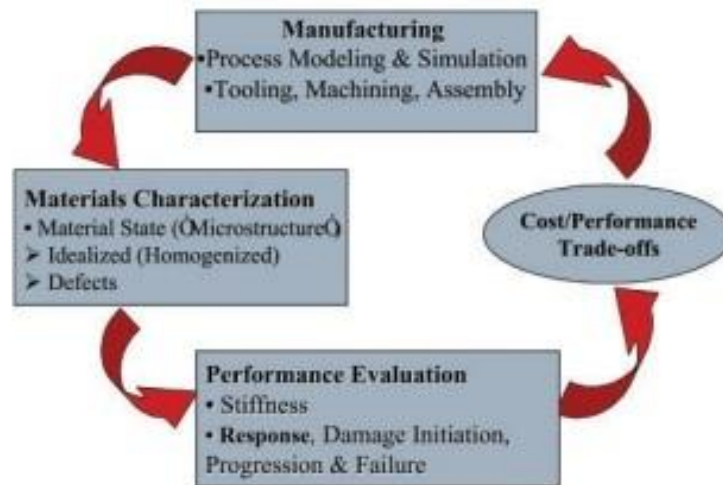 Manufacturing
•Process Modeling & Simulation
•Tooling, Machining, Assembly
Materials Characterization
• Material State (ÒMicrostructureÓ)
➢ Idealized (Homogenized)
➢ Defects
Cost/Performance
Trade-offs
Performance Evaluation
• Stiffness
• Response, Damage Initiation,
Progression & Failure